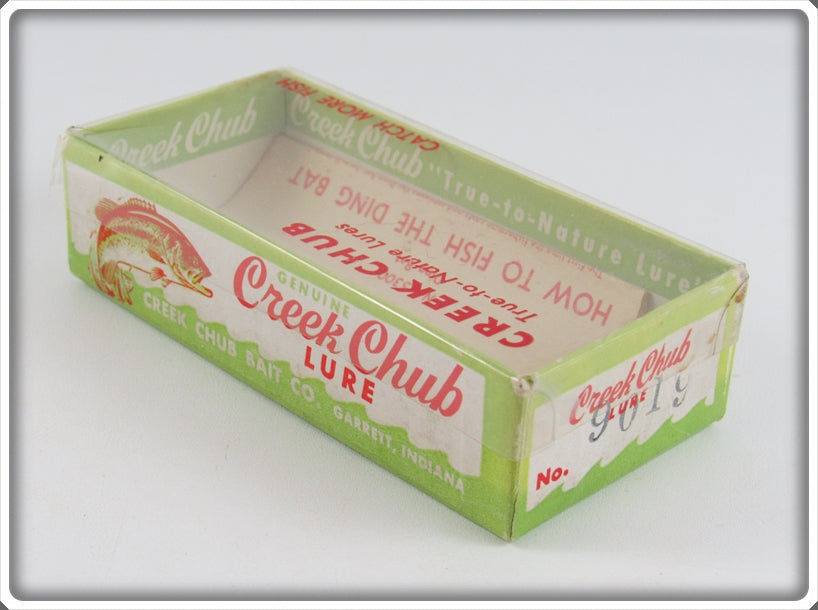 CATCH MORE FISH
Creek Chub
Creek Chub "True-to-Nature Lure"
HOW TO FISH THE DING BAT
CREEK CHUB
True-to-Nature Lures
GENUINE
Creek Chub
LURE
CREEK CHUB BAIT CO. GARRETT, INDIANA
Creek Chub
LURE
9019
No.